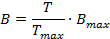 B = T / T_max · B_max